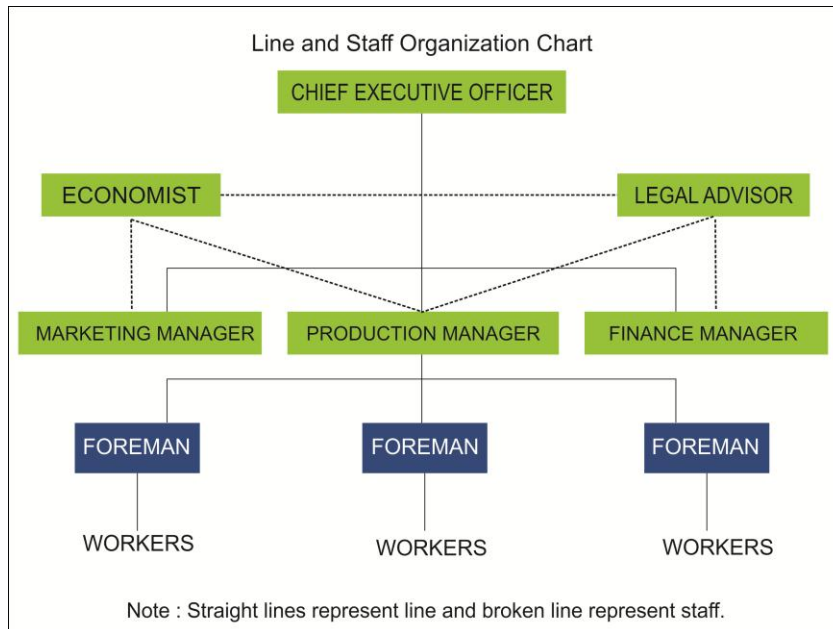 Line and Staff Organization Chart
CHIEF EXECUTIVE OFFICER
ECONOMIST
LEGAL ADVISOR
MARKETING MANAGER
PRODUCTION MANAGER
FINANCE MANAGER
FOREMAN
FOREMAN
FOREMAN
WORKERS
WORKERS
WORKERS
Note : Straight lines represent line and broken line represent staff.